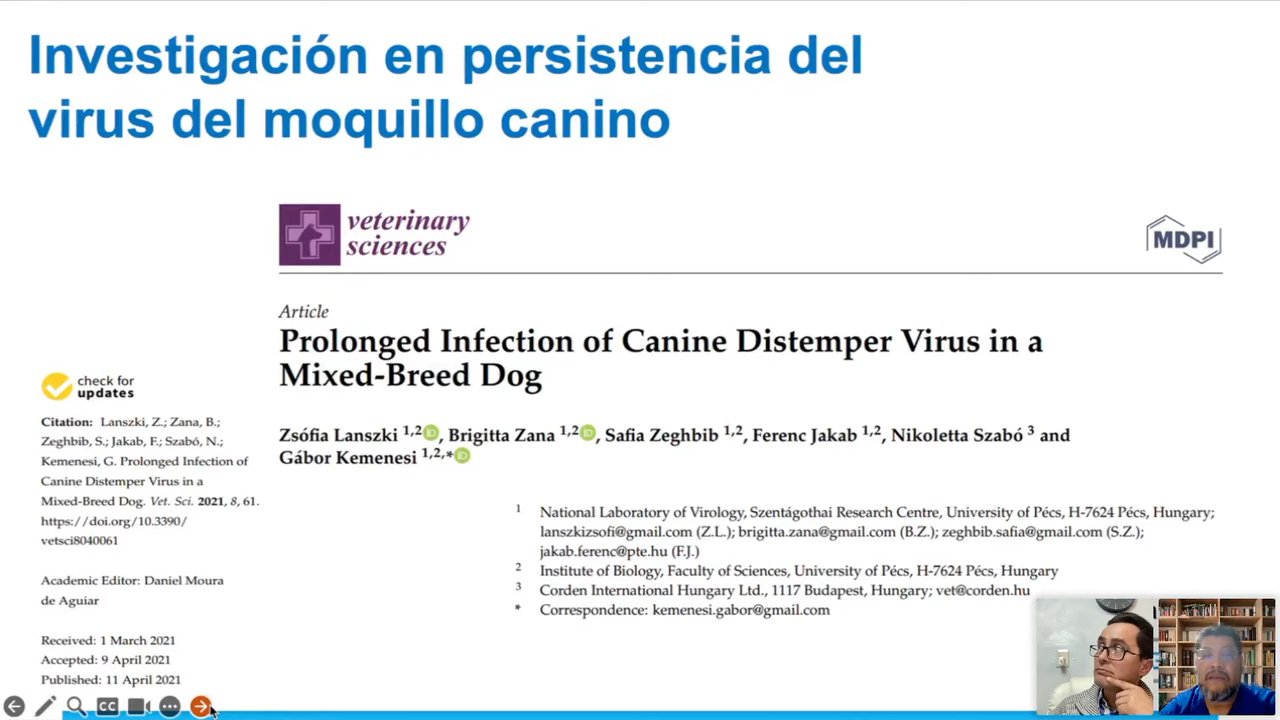 Investigación en persistencia del
virus del moquillo canino
veterinary
sciences
MDPI
Article
Prolonged Infection of Canine Distemper Virus in a
Mixed-Breed Dog
Zsófia Lanszki 1,2, Brigitta Zana 1,2, Safia Zeghbib 1,2, Ferenc Jakab 1,2, Nikoletta Szabó 3 and
Gábor Kemenesi 1,2,*
check for
updates
Citation: Lanszki, Z.; Zana, B.;
Zeghbib, S.; Jakab, F.; Szabó, N.;
Kemenesi, G. Prolonged Infection of
Canine Distemper Virus in a
Mixed-Breed Dog. Vet. Sci. 2021, 8, 61.
https://doi.org/10.3390/
vetsci8040061
Academic Editor: Daniel Moura
de Aguiar
Received: 1 March 2021
Accepted: 9 April 2021
Published: 11 April 2021
1 National Laboratory of Virology, Szentágothai Research Centre, University of Pécs, H-7624 Pécs, Hungary;
lanszkizsofi@gmail.com (Z.L.); brigitta.zana@gmail.com (B.Z.); zeghbib.safia@gmail.com (S.Z.);
jakab.ferenc@pte.hu (F.J.)
2 Institute of Biology, Faculty of Sciences, University of Pécs, H-7624 Pécs, Hungary
3 Corden International Hungary Ltd., 1117 Budapest, Hungary; vet@corden.hu
* Correspondence: kemenesi.gabor@gmail.com
CC